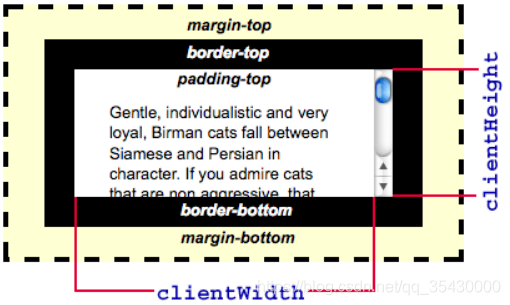 margin-top
border-top
padding-top
Gentle, individualistic and very
loyal, Birman cats fall between
Siamese and Persian in
character. If you admire cats
that are non aggressive, that
border-bottom
margin-bottom
clientHeight
clientWidth
https://blog.csdn.net/qq_35430000